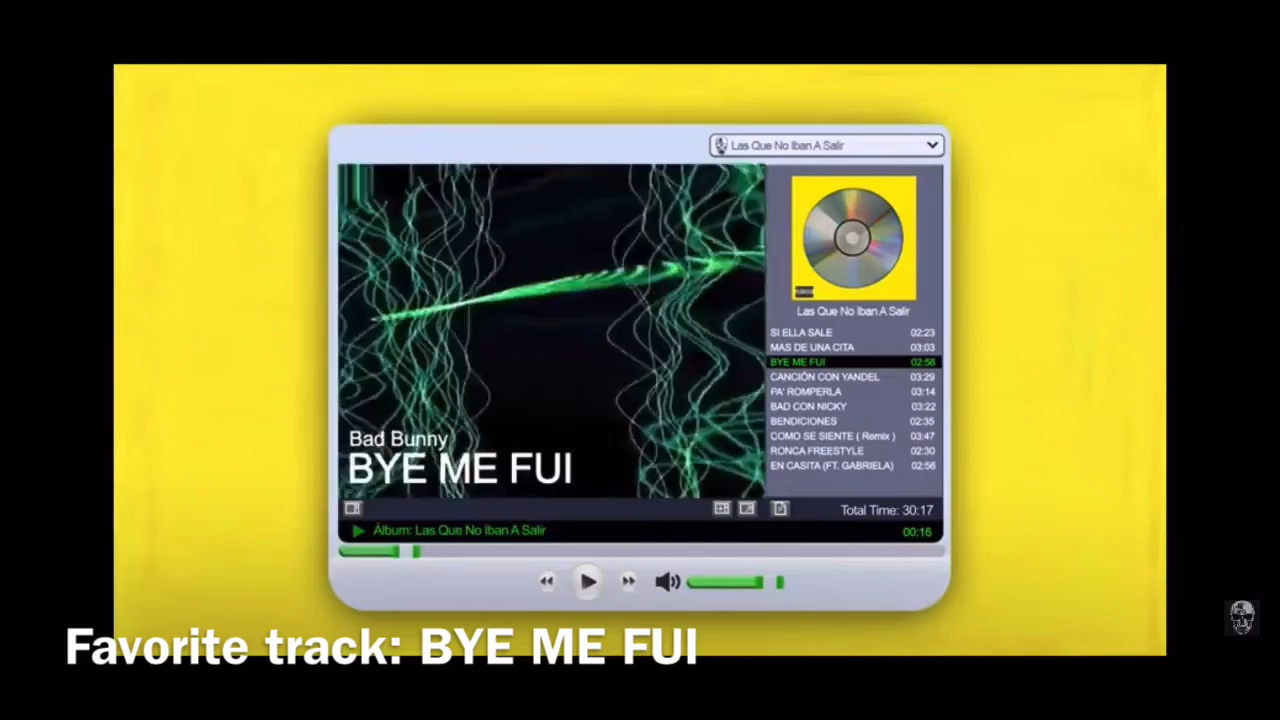 Las Que No Iban A Salir
Las Que No Iban A Salir
SI ELLA SALE 02:23
MAS DE UNA CITA 03:03
BYE ME FUI 02:58
CANCIÓN CON YANDEL 03:29
PA' ROMPERLA 03:14
BAD CON NICKY 03:22
BENDICIONES 02:35
COMO SE SIENTE ( Remix ) 03:47
RONCA FREESTYLE 02:30
EN CASITA (FT. GABRIELA) 02:56
Bad Bunny
BYE ME FUI
Total Time: 30:17
Álbum: Las Que No Iban A Salir 00:16
Favorite track: BYE ME FUI